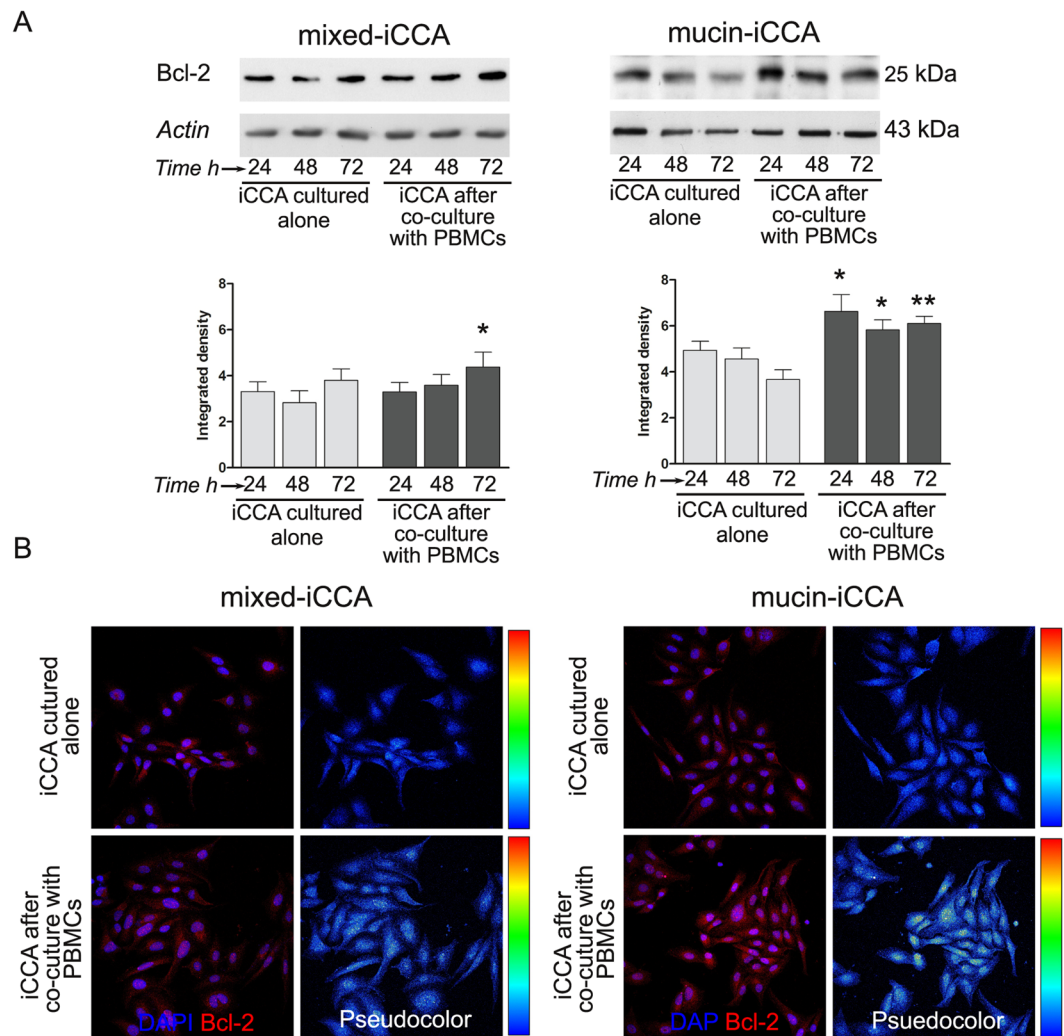 A
mixed-iCCA
mucin-iCCA
Bcl-2
25 kDa
Actin
43 kDa
Time h 24 48 72 24 48 72
24 48 72 24 48 72
iCCA cultured
alone
iCCA after
co-culture
with PBMCs
iCCA cultured
alone
iCCA after
co-culture
with PBMCs
Integrated density
8
6
4
2
0
*
Time h 24 48 72 24 48 72
iCCA cultured
alone
iCCA after
co-culture
with PBMCs
Integrated density
8
6
4
2
0
* * **
Time h 24 48 72 24 48 72
iCCA cultured
alone
iCCA after
co-culture
with PBMCs
B
mixed-iCCA
mucin-iCCA
iCCA cutured
alone
iCCA cutured
alone
iCCA after
co-culture with
PBMCs
DAPI Bcl-2
Pseudocolor
iCCA after
co-culture with
PBMCs
DAP Bcl-2
Psuedocolor